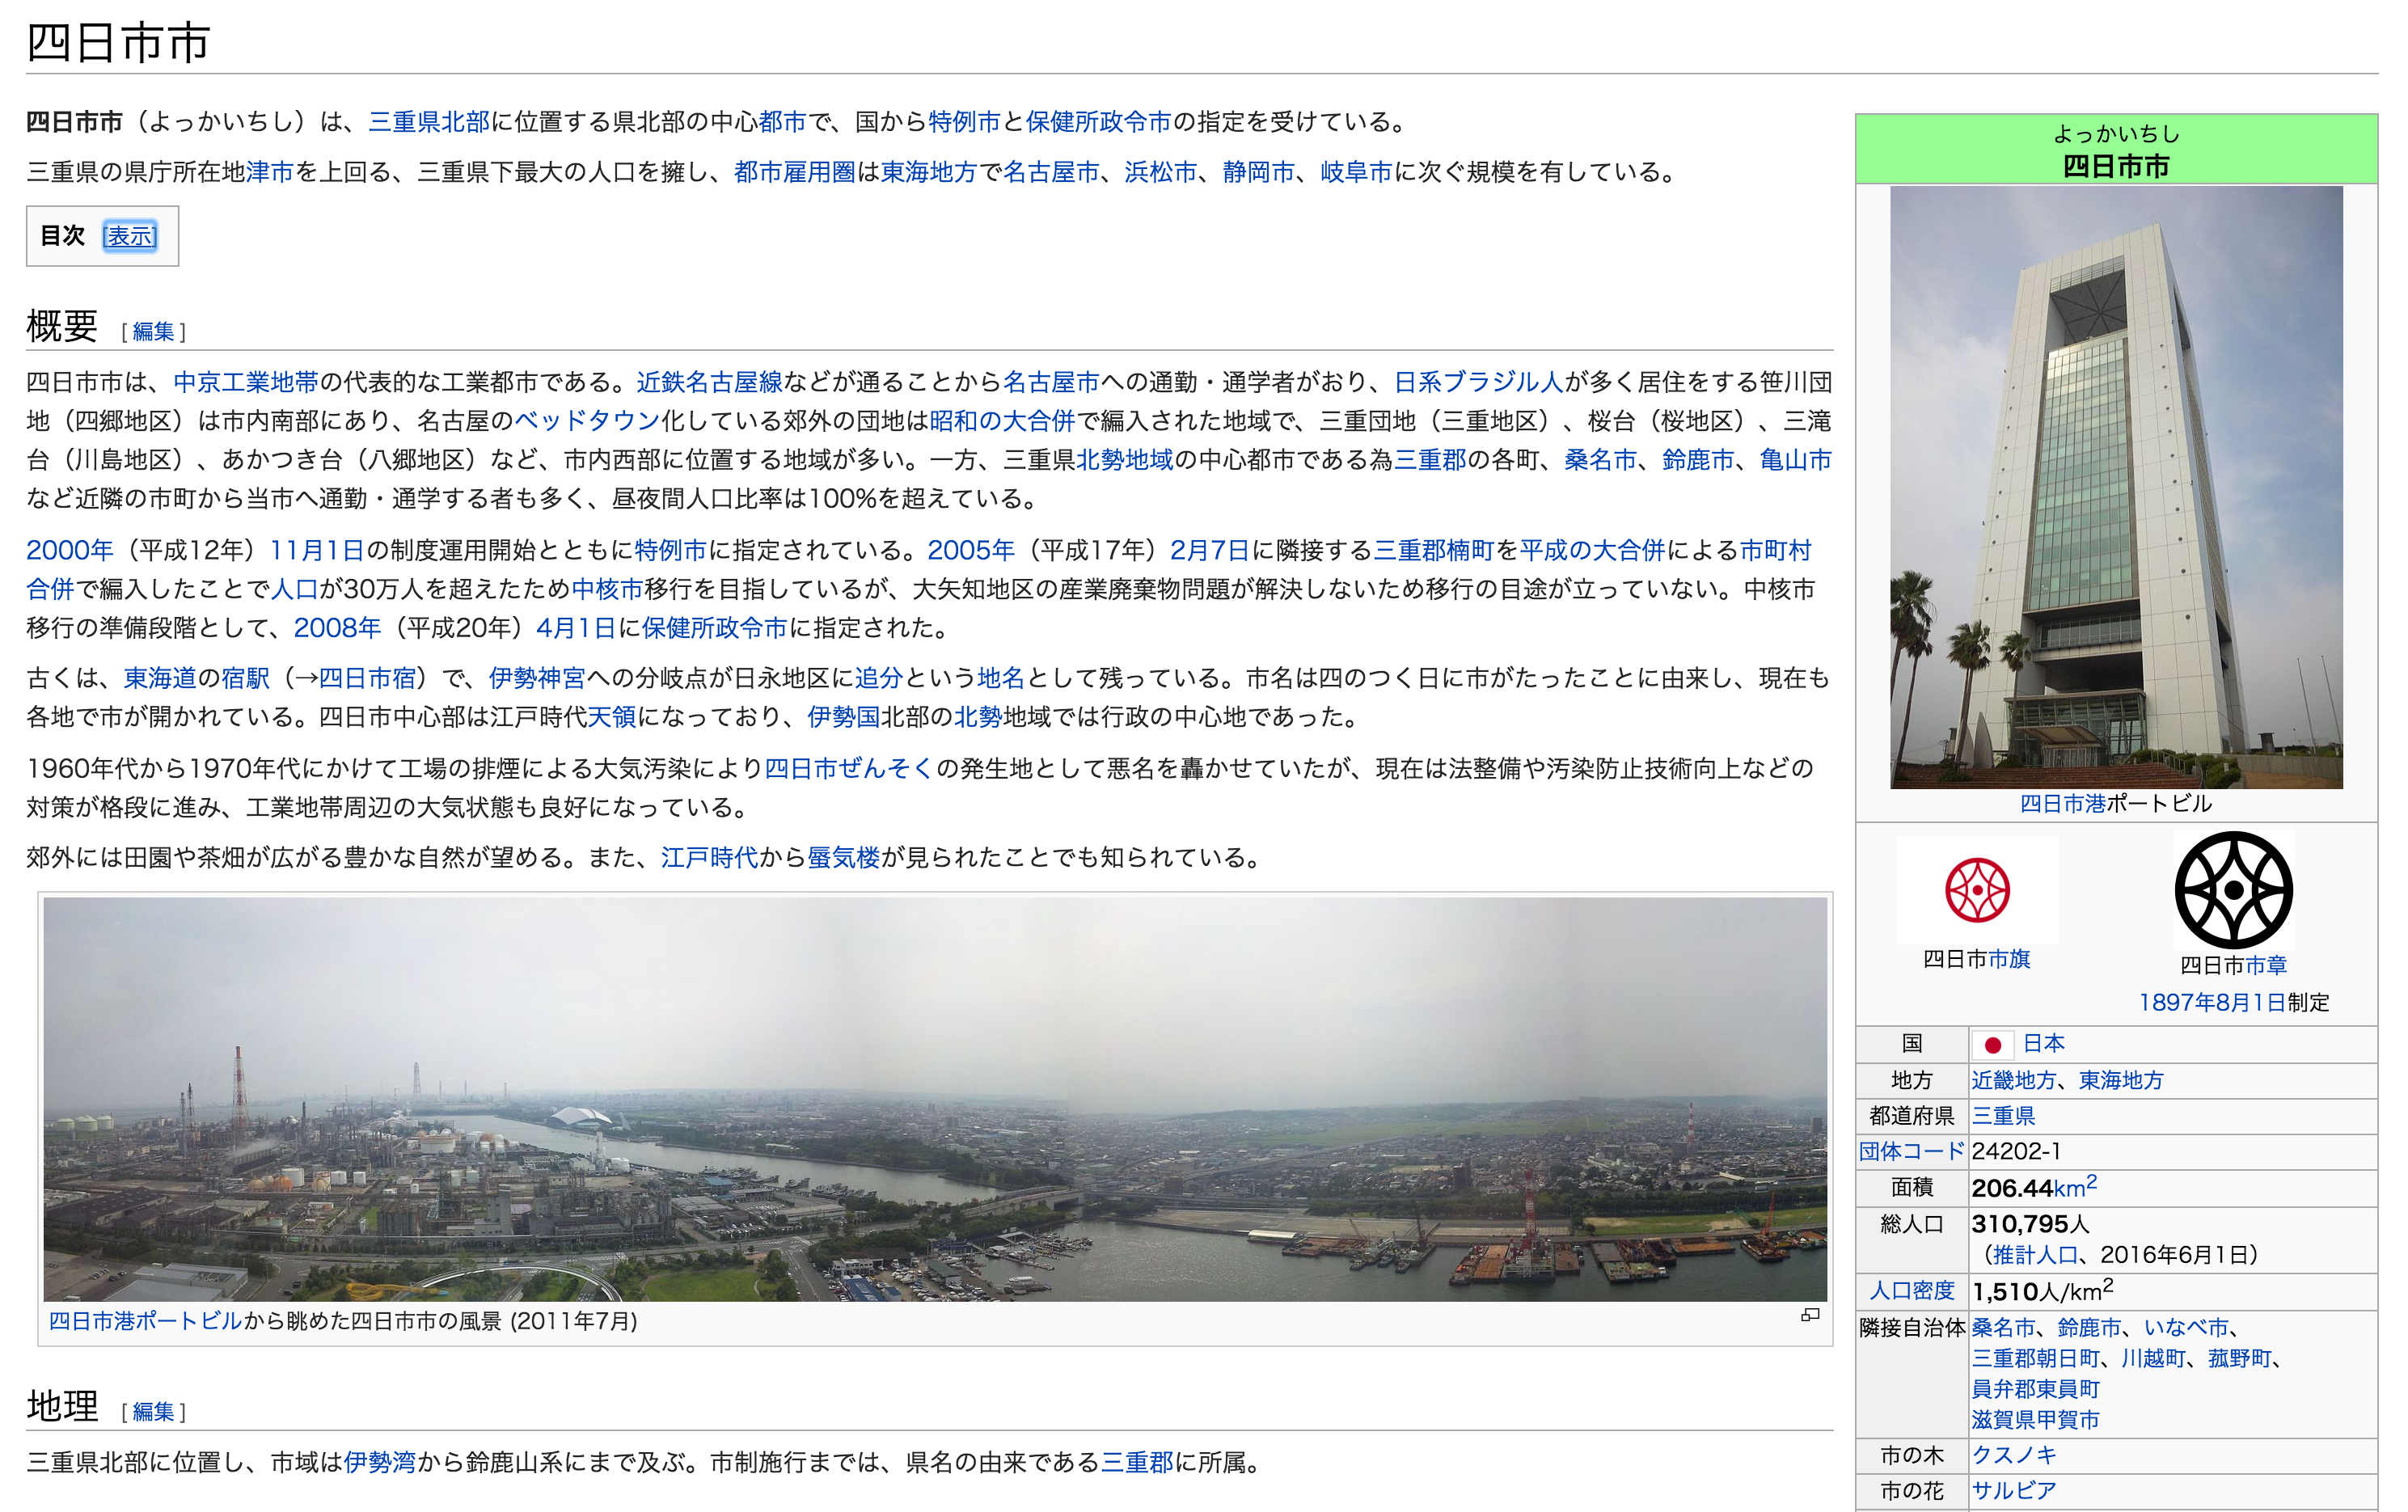 四日市市
四日市市（よっかいちし）は、三重県北部に位置する県北部の中心都市で、国から特例市と保健所政令市の指定を受けている。
三重県の県庁所在地津市を上回る、三重県下最大の人口を擁し、都市雇用圏は東海地方で名古屋市、浜松市、静岡市、岐阜市に次ぐ規模を有している。
目次 [表示]
概要 [ 編集 ]
四日市市は、中京工業地帯の代表的な工業都市である。近鉄名古屋線などが通ることから名古屋市への通勤・通学者がおり、日系ブラジル人が多く居住をする笹川団
地（四郷地区）は市内南部にあり、名古屋のベッドタウン化している郊外の団地は昭和の大合併で編入された地域で、三重団地（三重地区）、桜台（桜地区）、三滝
台（川島地区）、あかつき台（八郷地区）など、市内西部に位置する地域が多い。一方、三重県北勢地域の中心都市である為三重郡の各町、桑名市、鈴鹿市、亀山市
など近隣の市町から当市へ通勤・通学する者も多く、昼夜間人口比率は100%を超えている。
2000年（平成12年）11月1日の制度運用開始とともに特例市に指定されている。2005年（平成17年）2月7日に隣接する三重郡楠町を平成の大合併による市町村
合併で編入したことで人口が30万人を超えたため中核市移行を目指しているが、大矢知地区の産業廃棄物問題が解決しないため移行の目途が立っていない。中核市
移行の準備段階として、2008年（平成20年）4月1日に保健所政令市に指定された。
古くは、東海道の宿駅（→四日市宿）で、伊勢神宮への分岐点が日永地区に追分という地名として残っている。市名は四のつく日に市がたったことに由来し、現在も
各地で市が開かれている。四日市中心部は江戸時代天領になっており、伊勢国北部の北勢地域では行政の中心地であった。
1960年代から1970年代にかけて工場の排煙による大気汚染により四日市ぜんそくの発生地として悪名を轟かせていたが、現在は法整備や汚染防止技術向上などの
対策が格段に進み、工業地帯周辺の大気状態も良好になっている。
郊外には田園や茶畑が広がる豊かな自然が望める。また、江戸時代から蜃気楼が見られたことでも知られている。
四日市港ポートビルから眺めた四日市市の風景 (2011年7月)
地理 [ 編集 ]
三重県北部に位置し、市域は伊勢湾から鈴鹿山系にまで及ぶ。市制施行までは、県名の由来である三重郡に所属。
よっかいちし
四日市市
四日市港ポートビル
四日市市旗
四日市市章
1897年8月1日制定
国 日本
地方 近畿地方、東海地方
都道府県 三重県
団体コード 24202-1
面積 206.44km2
総人口 310,795人
（推計人口、2016年6月1日）
人口密度 1,510人/km2
隣接自治体 桑名市、鈴鹿市、いなべ市、
三重郡朝日町、川越町、菰野町、
員弁郡東員町
滋賀県甲賀市
市の木 クスノキ
市の花 サルビア